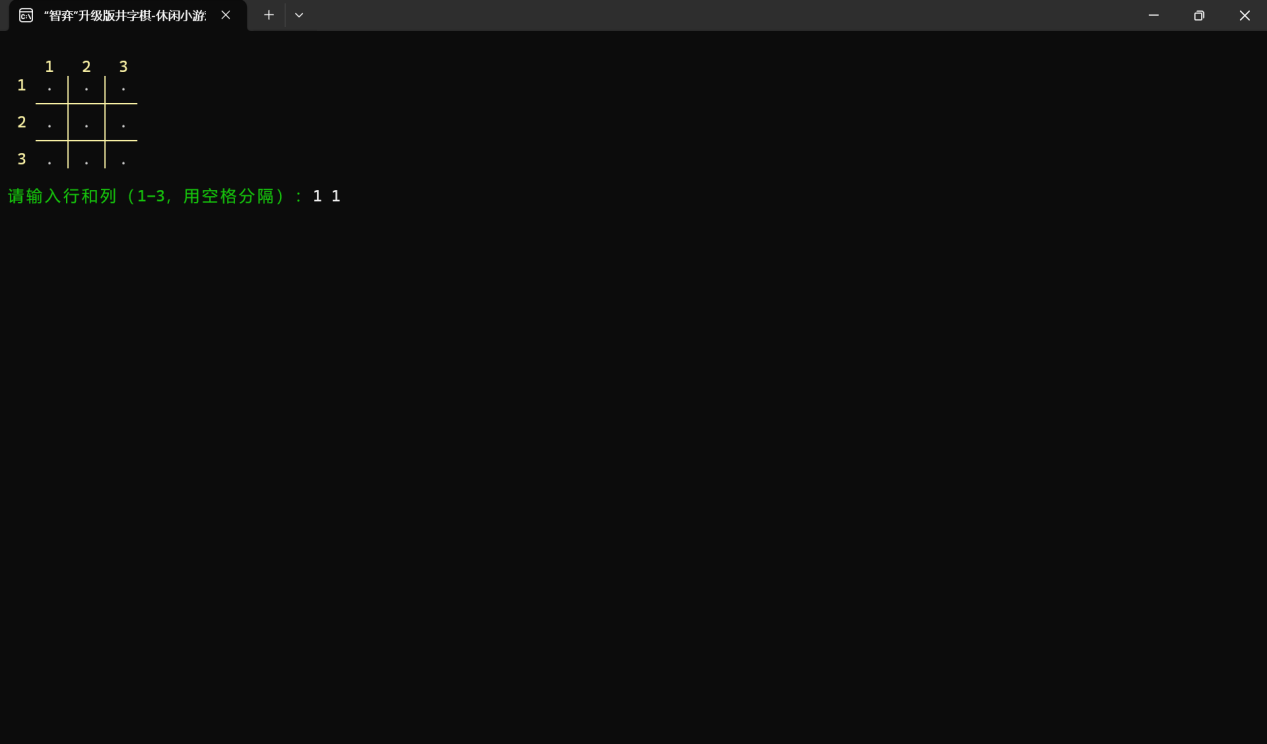 “智弈”升级版井字棋-休闲小游
1 2 3
1 . . .
2 . . .
3 . . .
请输入行和列（1-3，用空格分隔）：1 1